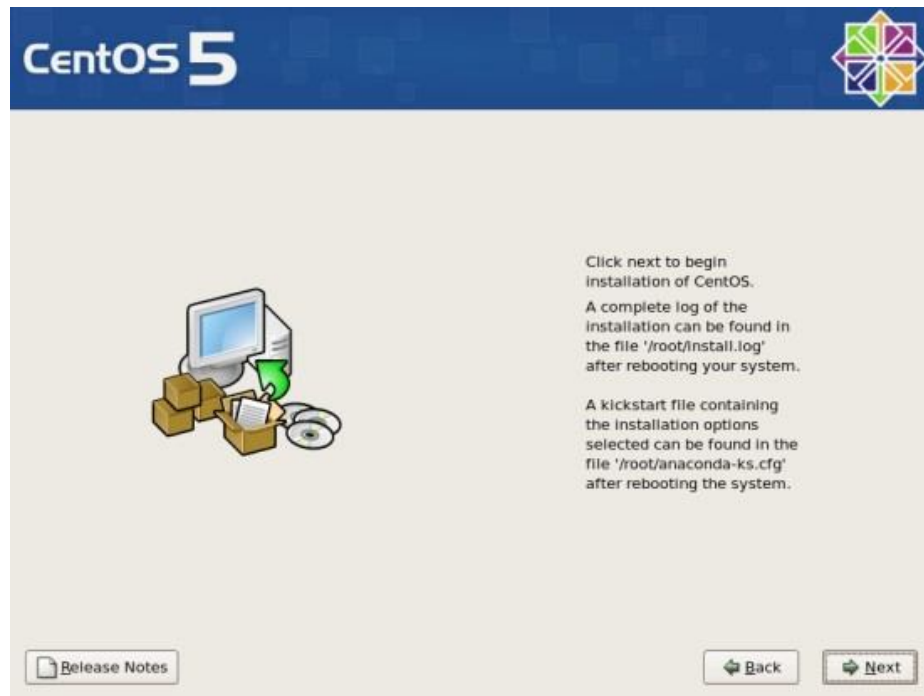 CentOS 5
Click next to begin
installation of CentOS.
A complete log of the
installation can be found in
the file '/root/install.log'
after rebooting your system.
A kickstart file containing
the installation options
selected can be found in the
file '/root/anaconda-ks.cfg'
after rebooting the system.
Release Notes
Back
Next